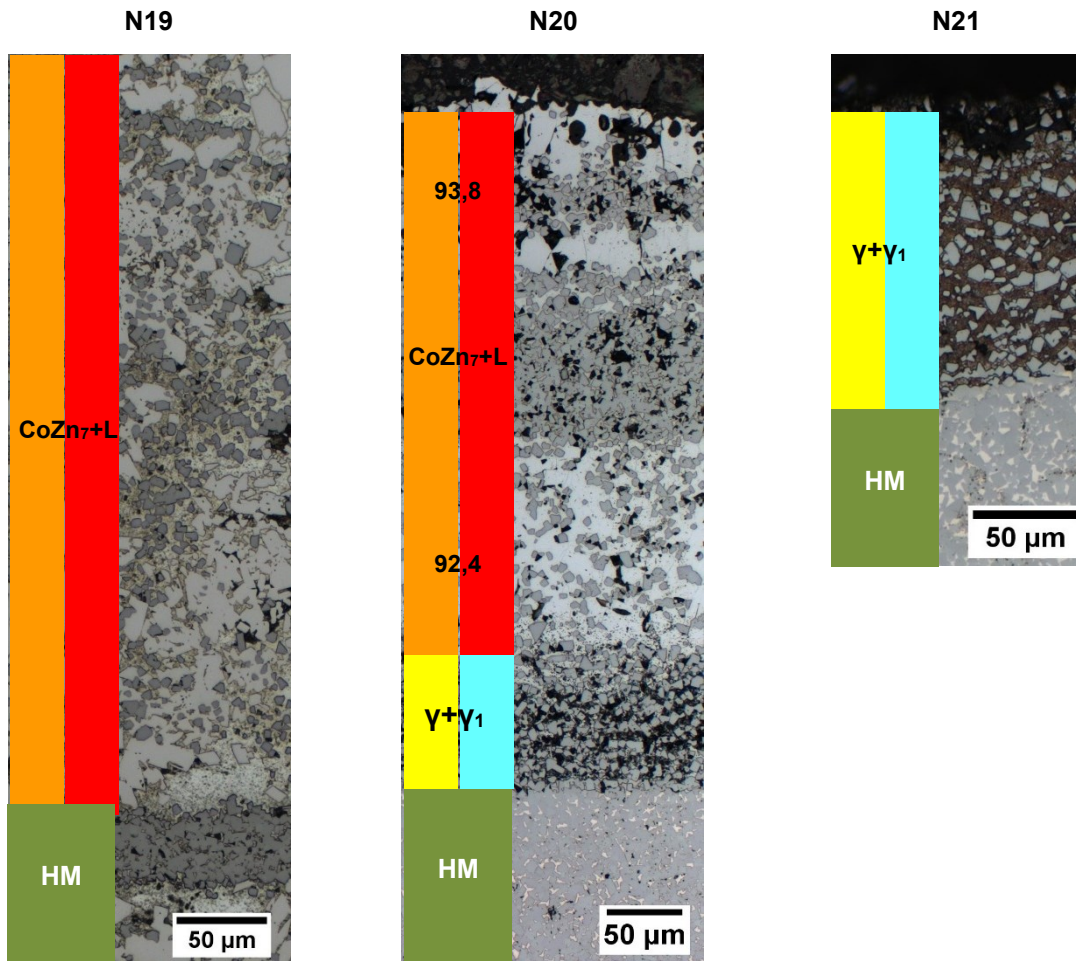 N19
N20
N21
CoZn₇+L
HM
50 µm
93,8
CoZn₇+L
92,4
γ+γ₁
HM
50 µm
γ+γ₁
HM
50 µm